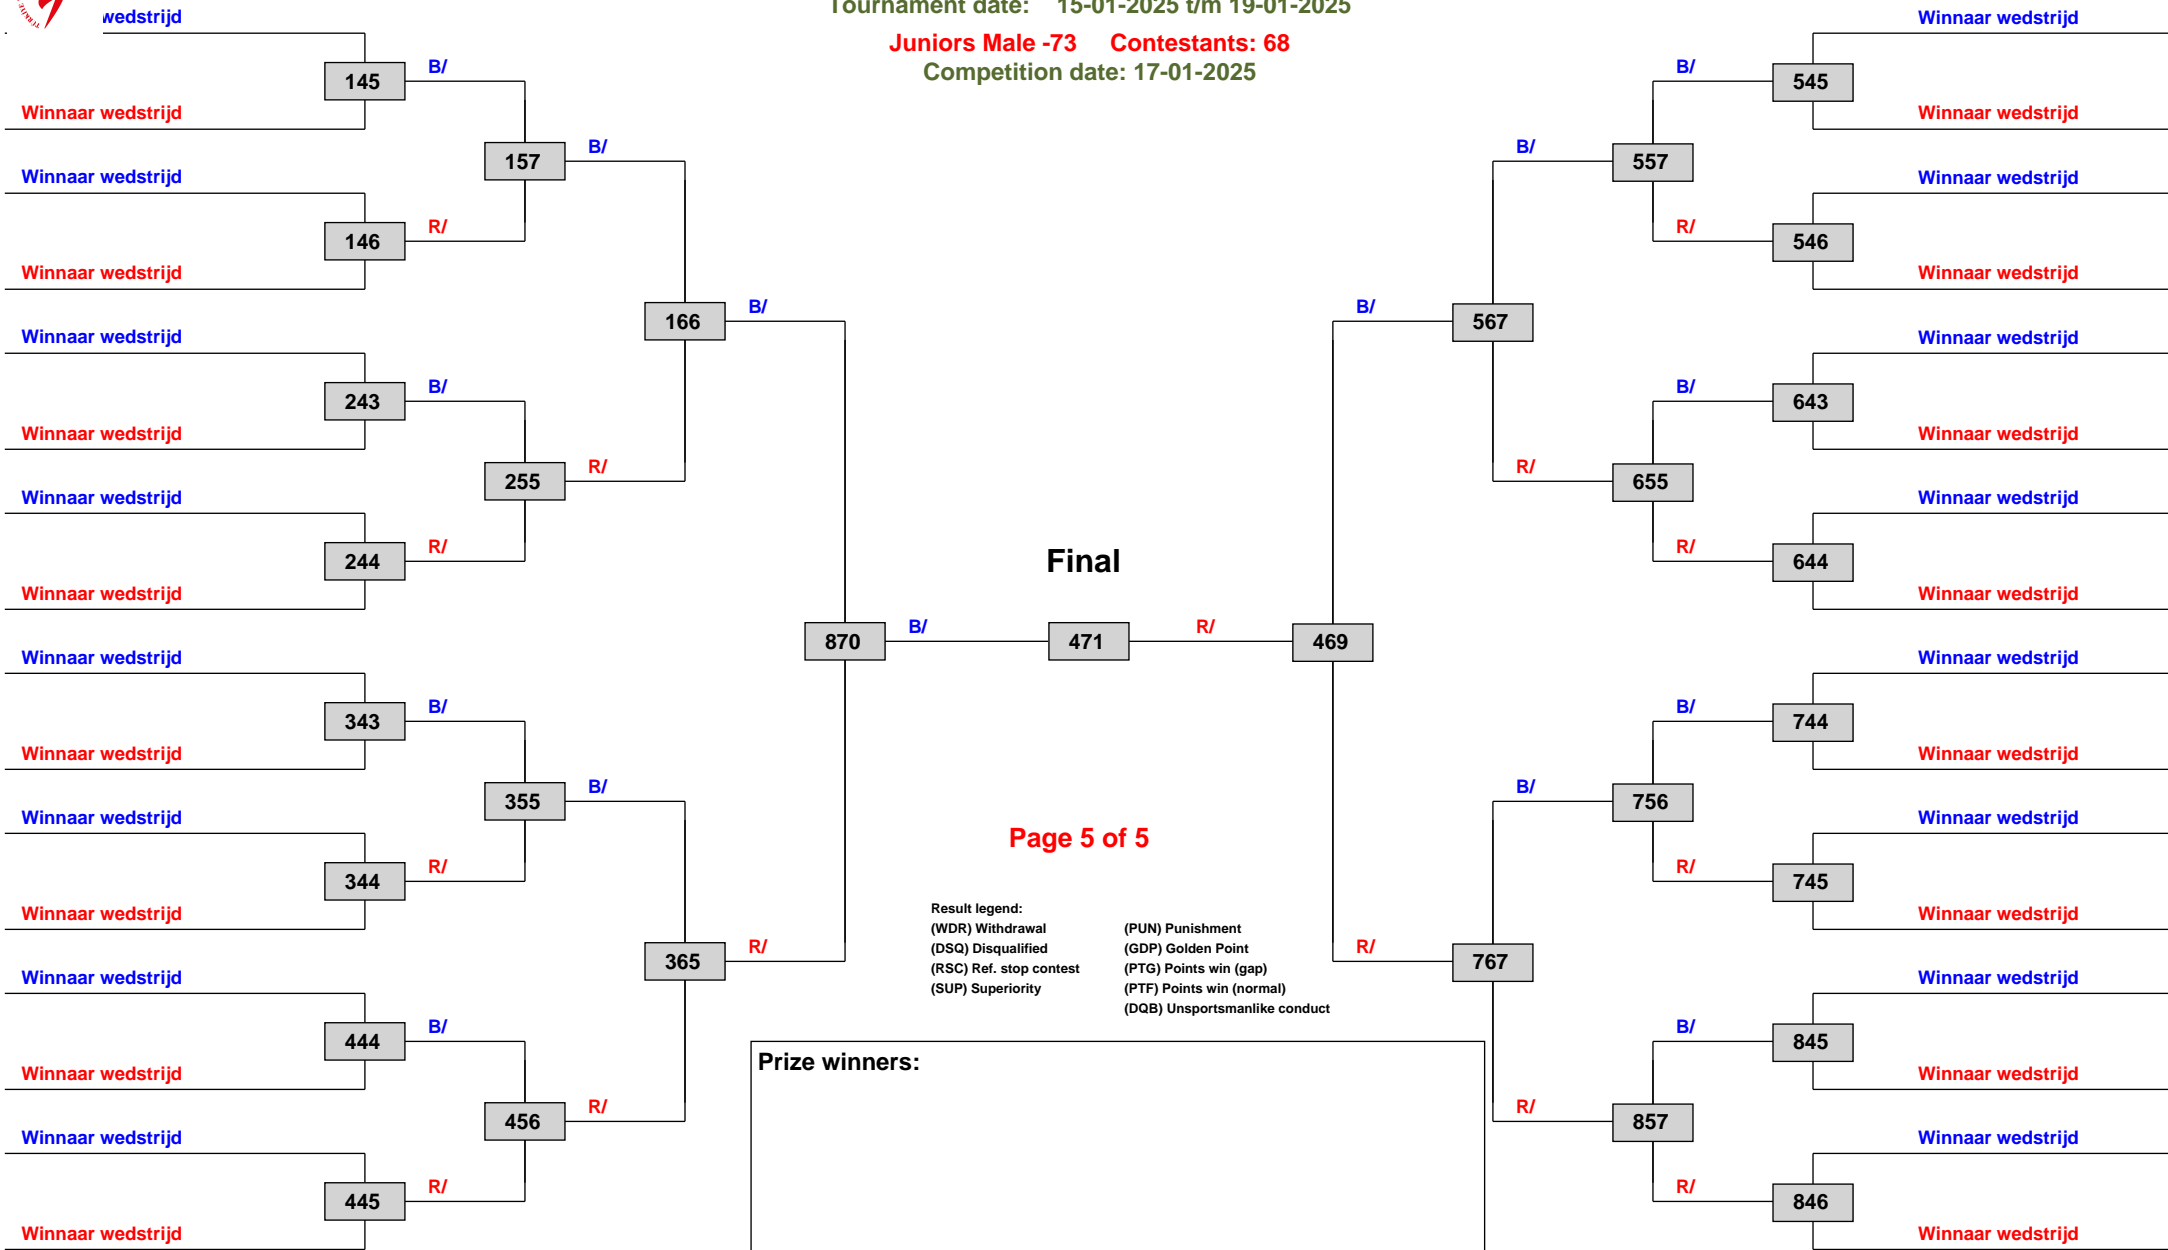 Tournament date: 15-01-2025 t/m 19-01-2025
Juniors Male -73 Contestants: 68
Competition date: 17-01-2025
wedstrijd
145
B/
Winnaar wedstrijd
157
B/
Winnaar wedstrijd
146
R/
Winnaar wedstrijd
166
B/
Winnaar wedstrijd
243
B/
Winnaar wedstrijd
255
R/
Winnaar wedstrijd
244
R/
Winnaar wedstrijd
870
B/
Winnaar wedstrijd
343
B/
Winnaar wedstrijd
355
B/
Winnaar wedstrijd
344
R/
Winnaar wedstrijd
365
R/
Winnaar wedstrijd
444
B/
Winnaar wedstrijd
456
R/
Winnaar wedstrijd
445
R/
Winnaar wedstrijd
Final
471
R/
469
Page 5 of 5
Result legend:
(WDR) Withdrawal
(DSQ) Disqualified
(RSC) Ref. stop contest
(SUP) Superiority
(PUN) Punishment
(GDP) Golden Point
(PTG) Points win (gap)
(PTF) Points win (normal)
(DQB) Unsportsmanlike conduct
Prize winners:
Winnaar wedstrijd
B/
545
Winnaar wedstrijd
B/
557
Winnaar wedstrijd
R/
546
Winnaar wedstrijd
B/
567
Winnaar wedstrijd
B/
643
Winnaar wedstrijd
R/
655
Winnaar wedstrijd
R/
644
Winnaar wedstrijd
Winnaar wedstrijd
B/
744
Winnaar wedstrijd
B/
756
Winnaar wedstrijd
R/
745
Winnaar wedstrijd
R/
767
Winnaar wedstrijd
B/
845
Winnaar wedstrijd
R/
857
Winnaar wedstrijd
R/
846
Winnaar wedstrijd